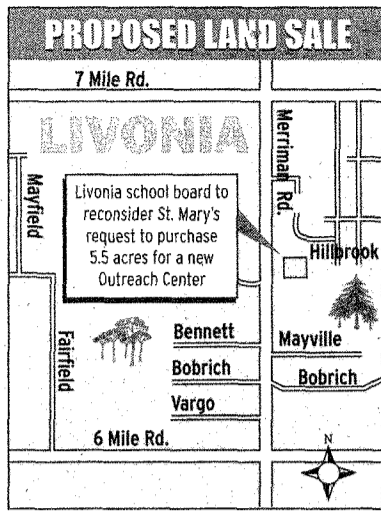 PROPOSED LAND SALE
7 Mile Rd.
LIVONIA
Merriman Rd.
Mayfield
Livonia school board to
reconsider St. Mary's
request to purchase
5.5 acres for a new
Outreach Center
Hillbrook
Fairfield
Bennett
Mayville
Bobrich
Bobrich
Vargo
6 Mile Rd.
N